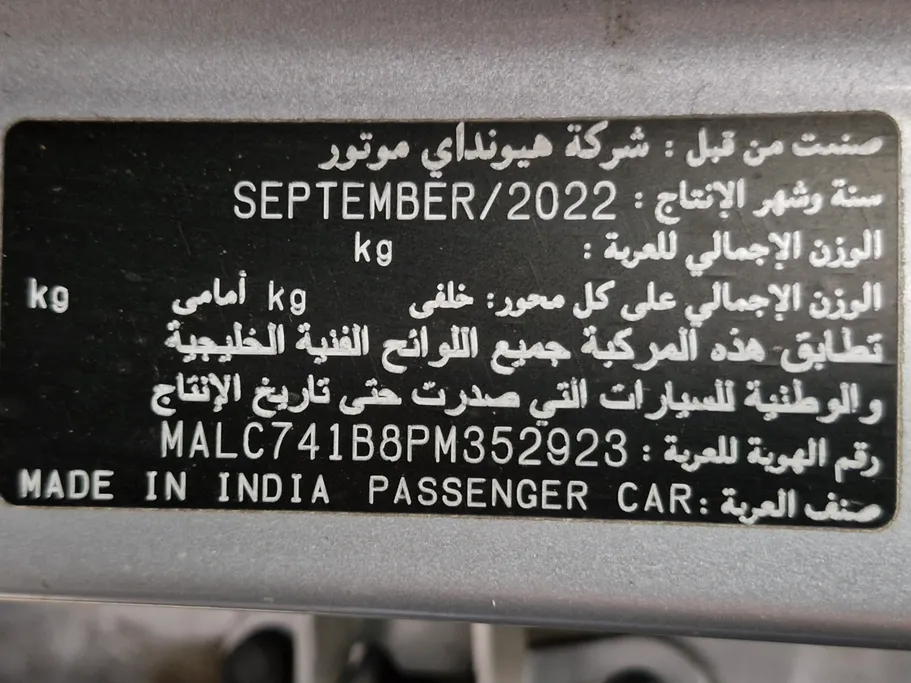 صنعت من قبل : شركة هيونداي موتور
سنة وشهر الإنتاج : SEPTEMBER/2022
الوزن الإجمالي للعربة : kg
الوزن الإجمالي على كل محور: خلفى kg أمامى kg
تطابق هذه المركبة جميع اللوائح الفنية الخليجية
والوطنية للسيارات التي صدرت حتى تاريخ الإنتاج
رقم الهوية للعربة : MALC741B8PM352923
صنف العربة :PASSENGER CAR MADE IN INDIA